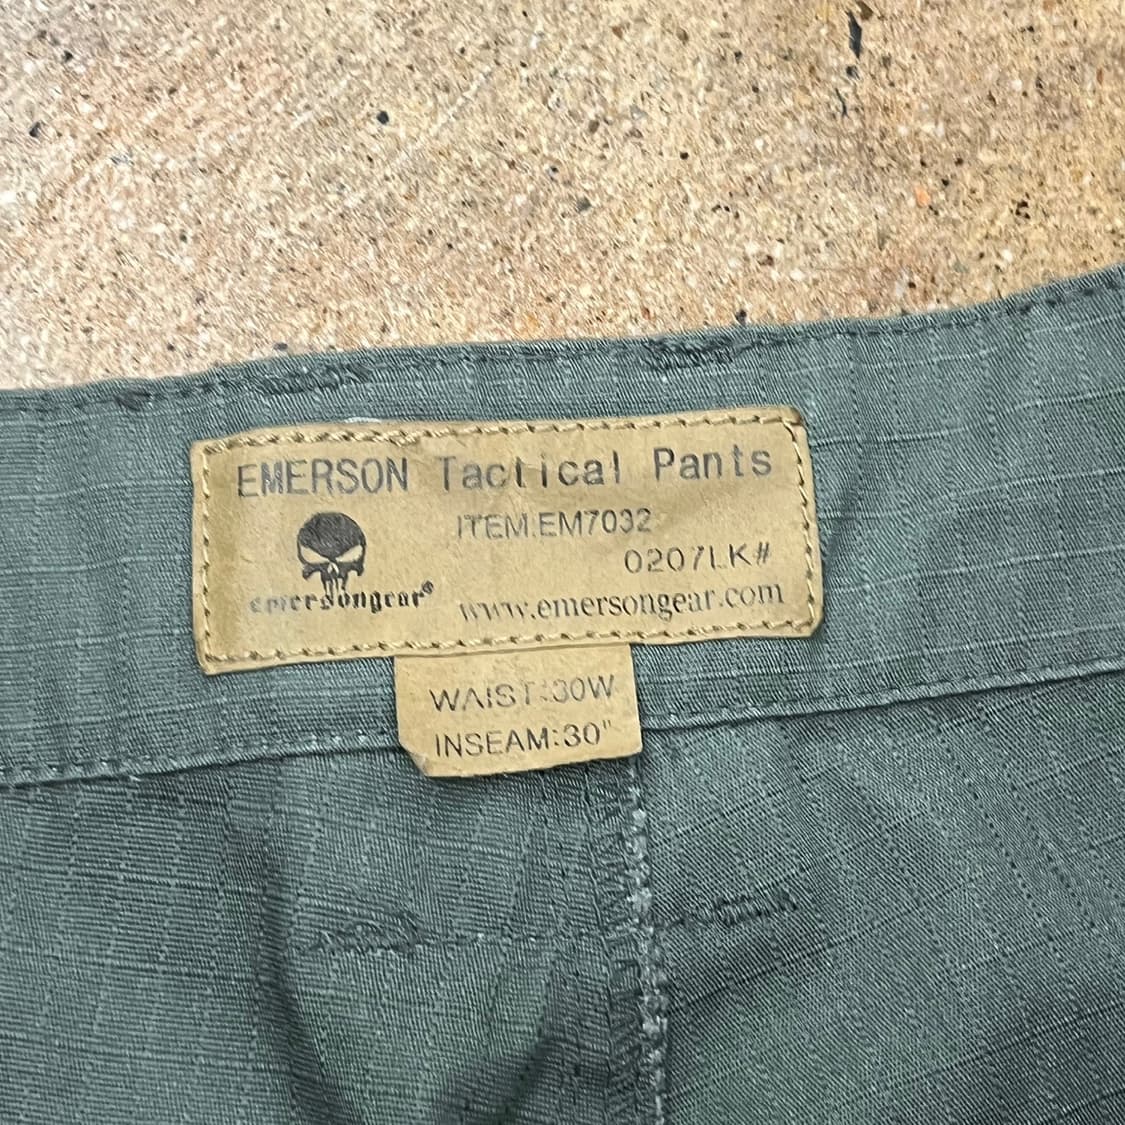 EMERSON Tactical Pants
ITEM:EM7032
0207LK#
emersongear®
www.emersongear.com
WAIST:30W
INSEAM:30"